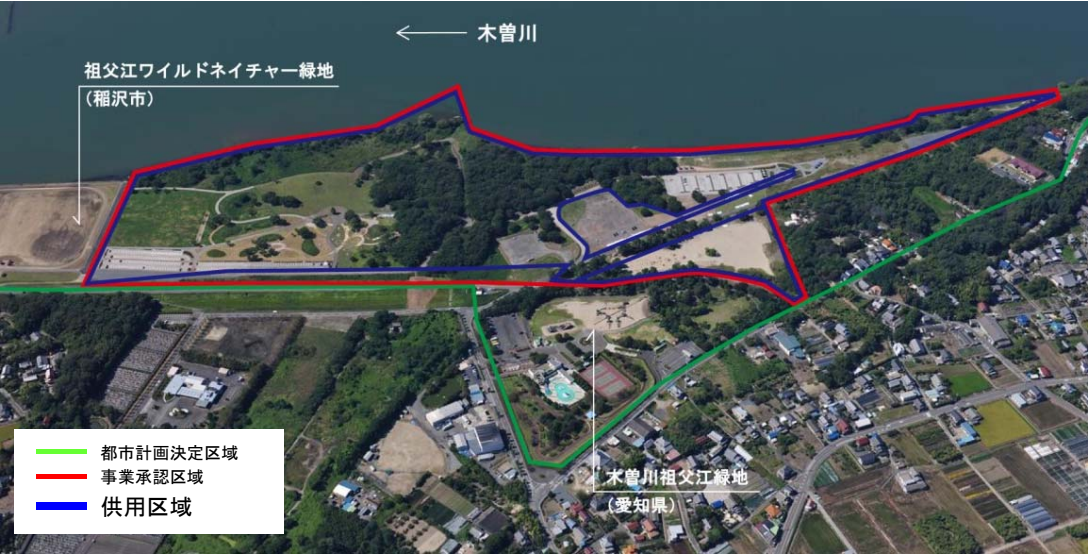 木曽川
祖父江ワイルドネイチャー緑地
(稲沢市)
木曽川祖父江緑地
(愛知県)
都市計画決定区域
事業承認区域
供用区域